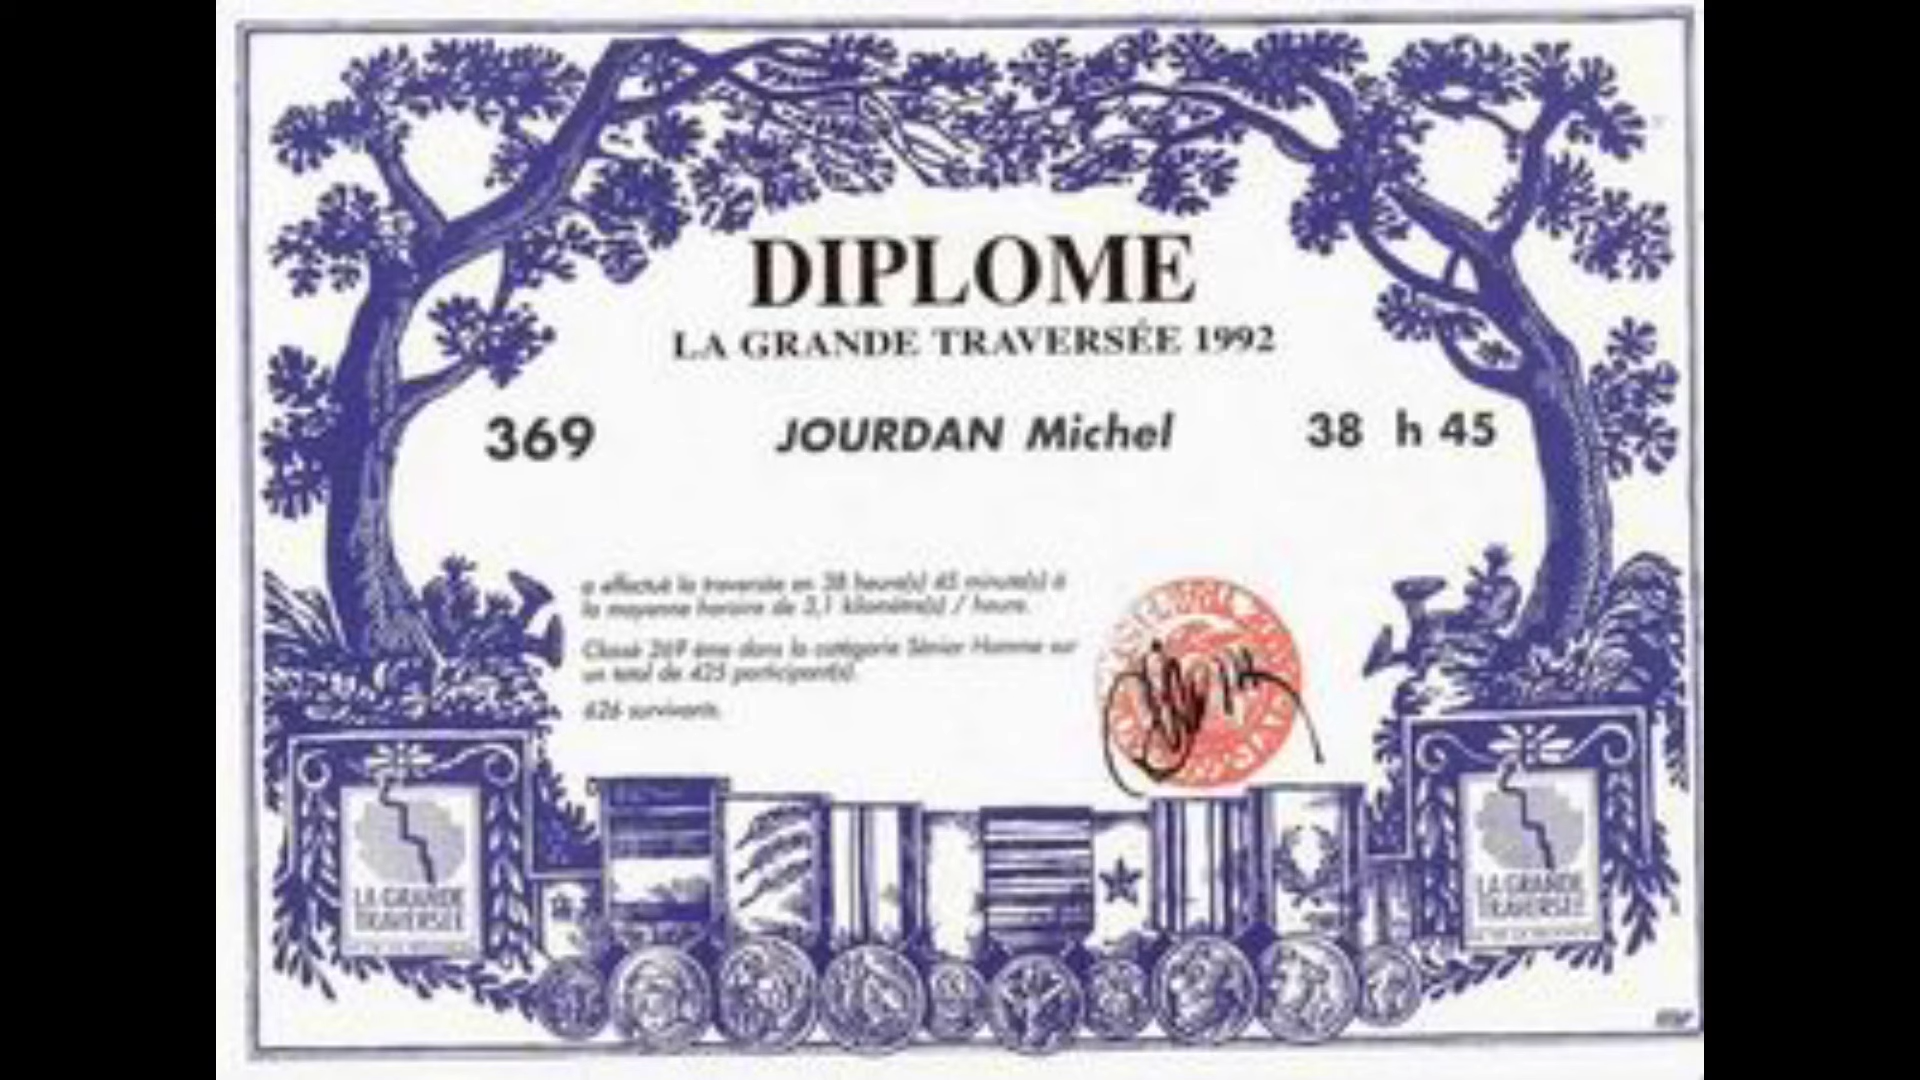 DIPLOME
LA GRANDE TRAVERSÉE 1992
369 JOURDAN Michel 38 h 45
a effectué la traversée en 38 heure(s) 45 minute(s) à
la moyenne horaire de 3,1 kilomètre(s) / heure.
Classé 369 ème dans la catégorie Sénior Homme sur
un total de 425 participant(s).
626 survivants.
LA GRANDE
TRAVERSÉE
LA GRANDE
TRAVERSÉE